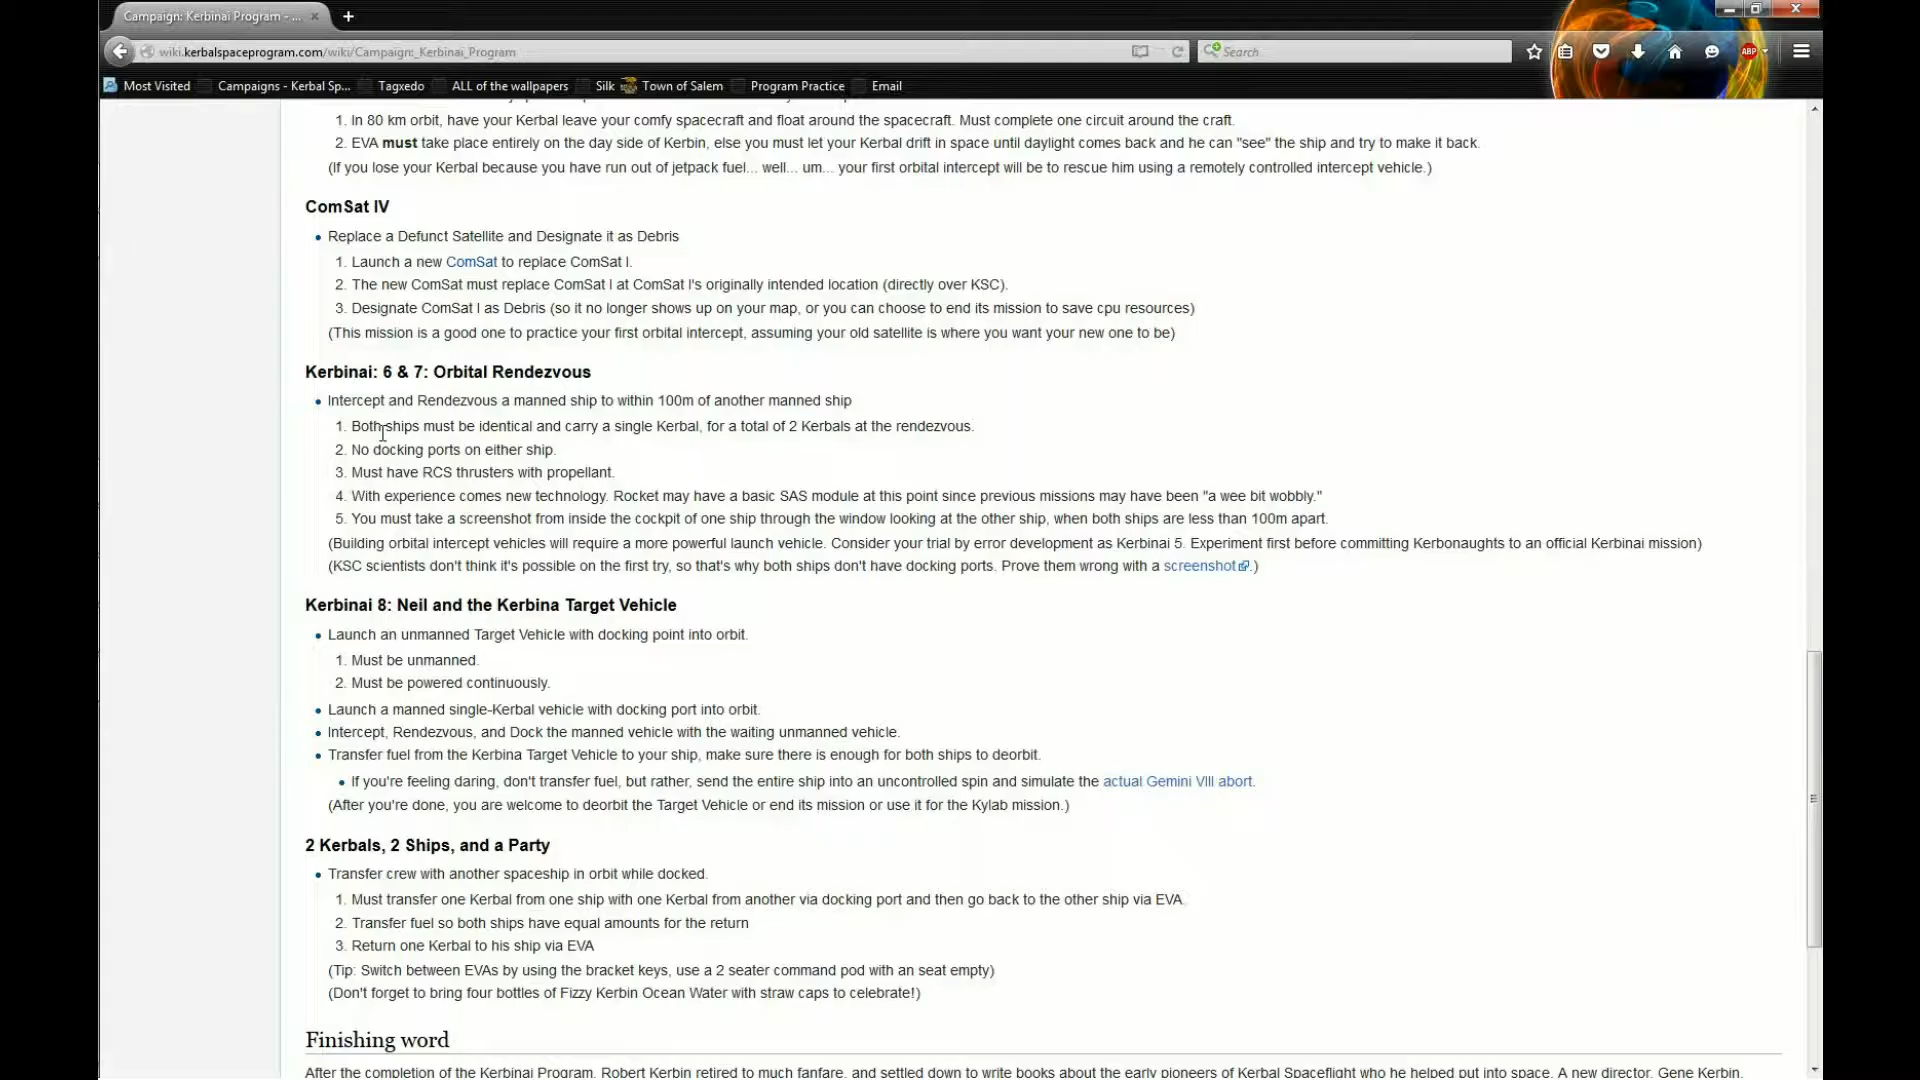 Campaign: Kerbinai Program - ...
wiki.kerbalspaceprogram.com/wiki/Campaign:_Kerbinai_Program
Search
ABP
Most Visited
Campaigns - Kerbal Sp...
Tagxedo
ALL of the wallpapers
Silk
Town of Salem
Program Practice
Email
1. In 80 km orbit, have your Kerbal leave your comfy spacecraft and float around the spacecraft. Must complete one circuit around the craft.
2. EVA must take place entirely on the day side of Kerbin, else you must let your Kerbal drift in space until daylight comes back and he can "see" the ship and try to make it back.
(If you lose your Kerbal because you have run out of jetpack fuel... well... um... your first orbital intercept will be to rescue him using a remotely controlled intercept vehicle.)
ComSat IV
Replace a Defunct Satellite and Designate it as Debris
1. Launch a new ComSat to replace ComSat I.
2. The new ComSat must replace ComSat I at ComSat I's originally intended location (directly over KSC).
3. Designate ComSat I as Debris (so it no longer shows up on your map, or you can choose to end its mission to save cpu resources)
(This mission is a good one to practice your first orbital intercept, assuming your old satellite is where you want your new one to be)
Kerbinai: 6 & 7: Orbital Rendezvous
Intercept and Rendezvous a manned ship to within 100m of another manned ship
1. Both ships must be identical and carry a single Kerbal, for a total of 2 Kerbals at the rendezvous.
2. No docking ports on either ship.
3. Must have RCS thrusters with propellant.
4. With experience comes new technology. Rocket may have a basic SAS module at this point since previous missions may have been "a wee bit wobbly."
5. You must take a screenshot from inside the cockpit of one ship through the window looking at the other ship, when both ships are less than 100m apart.
(Building orbital intercept vehicles will require a more powerful launch vehicle. Consider your trial by error development as Kerbinai 5. Experiment first before committing Kerbonaughts to an official Kerbinai mission)
(KSC scientists don't think it's possible on the first try, so that's why both ships don't have docking ports. Prove them wrong with a screenshot.)
Kerbinai 8: Neil and the Kerbina Target Vehicle
Launch an unmanned Target Vehicle with docking point into orbit.
1. Must be unmanned.
2. Must be powered continuously.
Launch a manned single-Kerbal vehicle with docking port into orbit.
Intercept, Rendezvous, and Dock the manned vehicle with the waiting unmanned vehicle.
Transfer fuel from the Kerbina Target Vehicle to your ship, make sure there is enough for both ships to deorbit.
If you're feeling daring, don't transfer fuel, but rather, send the entire ship into an uncontrolled spin and simulate the actual Gemini VIII abort.
(After you're done, you are welcome to deorbit the Target Vehicle or end its mission or use it for the Kylab mission.)
2 Kerbals, 2 Ships, and a Party
Transfer crew with another spaceship in orbit while docked.
1. Must transfer one Kerbal from one ship with one Kerbal from another via docking port and then go back to the other ship via EVA.
2. Transfer fuel so both ships have equal amounts for the return
3. Return one Kerbal to his ship via EVA
(Tip: Switch between EVAs by using the bracket keys, use a 2 seater command pod with an seat empty)
(Don't forget to bring four bottles of Fizzy Kerbin Ocean Water with straw caps to celebrate!)
Finishing word
After the completion of the Kerbinai Program, Robert Kerbin retired to much fanfare, and settled down to write books about the early pioneers of Kerbal Spaceflight who he helped put into space. A new director, Gene Kerbin,